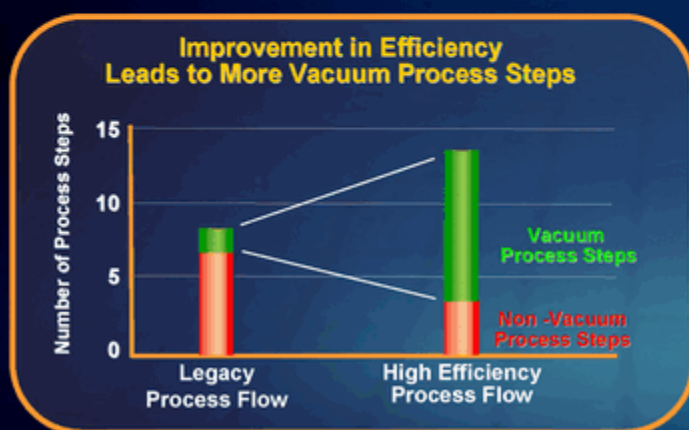 Improvement in Efficiency
Leads to More Vacuum Process Steps
Number of Process Steps
15
10
5
0
Vacuum
Process Steps
Non -Vacuum
Process Steps
Legacy
Process Flow
High Efficiency
Process Flow